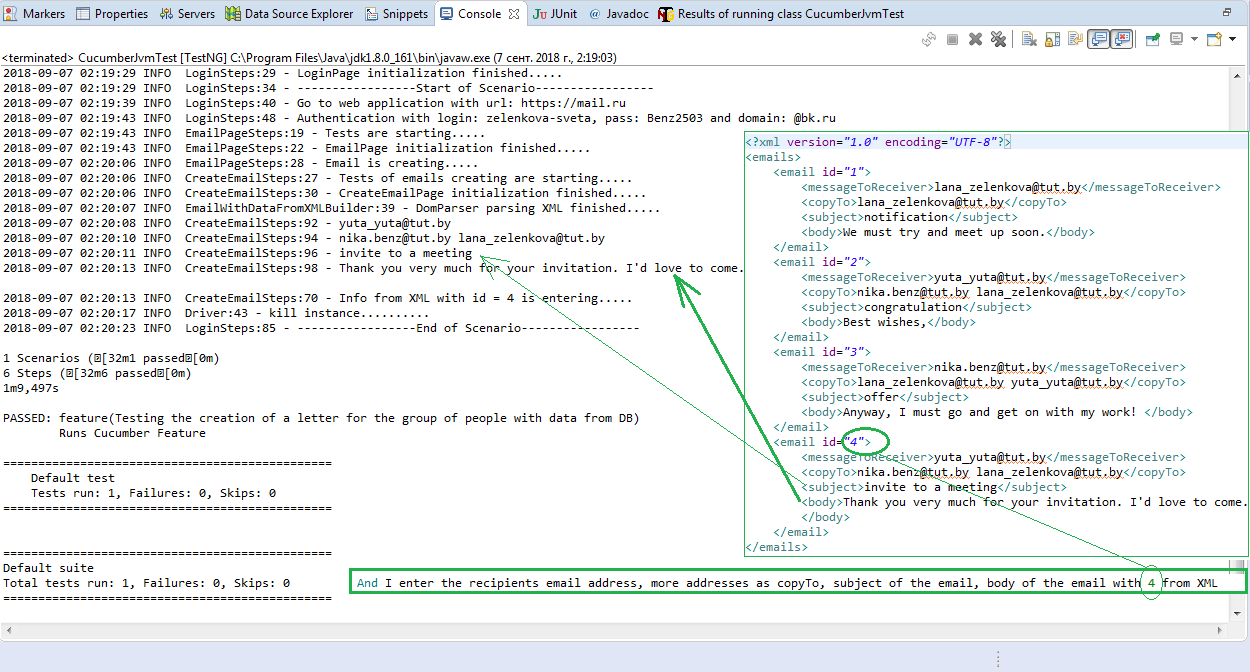 Markers Properties Servers Data Source Explorer Snippets Console JUnit Javadoc Results of running class CucumberJvmTest
<terminated> CucumberJvmTest [TestNG] C:\Program Files\Java\jdk1.8.0_161\bin\javaw.exe (7 сент. 2018 г., 2:19:03)
2018-09-07 02:19:29 INFO  LoginSteps:29 - LoginPage initialization finished.....
2018-09-07 02:19:29 INFO  LoginSteps:34 - -----------------Start of Scenario-----------------
2018-09-07 02:19:39 INFO  LoginSteps:40 - Go to web application with url: https://mail.ru
2018-09-07 02:19:43 INFO  LoginSteps:48 - Authentication with login: zelenkova-sveta, pass: Benz2503 and domain: @bk.ru
2018-09-07 02:19:43 INFO  EmailPageSteps:19 - Tests are starting.....
2018-09-07 02:19:43 INFO  EmailPageSteps:22 - EmailPage initialization finished.....
2018-09-07 02:20:06 INFO  EmailPageSteps:28 - Email is creating.....
2018-09-07 02:20:06 INFO  CreateEmailSteps:27 - Tests of emails creating are starting.....
2018-09-07 02:20:06 INFO  CreateEmailSteps:30 - CreateEmailPage initialization finished.....
2018-09-07 02:20:07 INFO  EmailWithDataFromXMLBuilder:39 - DomParser parsing XML finished.....
2018-09-07 02:20:08 INFO  CreateEmailSteps:92 - yuta_yuta@tut.by
2018-09-07 02:20:10 INFO  CreateEmailSteps:94 - nika.benz@tut.by lana_zelenkova@tut.by
2018-09-07 02:20:11 INFO  CreateEmailSteps:96 - invite to a meeting
2018-09-07 02:20:13 INFO  CreateEmailSteps:98 - Thank you very much for your invitation. I'd love to come.
2018-09-07 02:20:13 INFO  CreateEmailSteps:70 - Info from XML with id = 4 is entering.....
2018-09-07 02:20:17 INFO  Driver:43 - kill instance..........
2018-09-07 02:20:23 INFO  LoginSteps:85 - -----------------End of Scenario-----------------
1 Scenarios ([32m1 passed[0m)
6 Steps ([32m6 passed[0m)
1m9,497s
PASSED: feature(Testing the creation of a letter for the group of people with data from DB)
Runs Cucumber Feature
===============================================
Default test
Tests run: 1, Failures: 0, Skips: 0
===============================================
===============================================
Default suite
Total tests run: 1, Failures: 0, Skips: 0
===============================================
<?xml version="1.0" encoding="UTF-8"?>
<emails>
<email id="1">
<messageToReceiver>lana_zelenkova@tut.by</messageToReceiver>
<copyTo>lana_zelenkova@tut.by</copyTo>
<subject>notification</subject>
<body>We must try and meet up soon.</body>
</email>
<email id="2">
<messageToReceiver>yuta_yuta@tut.by</messageToReceiver>
<copyTo>nika.benz@tut.by lana_zelenkova@tut.by</copyTo>
<subject>congratulation</subject>
<body>Best wishes,</body>
</email>
<email id="3">
<messageToReceiver>nika.benz@tut.by</messageToReceiver>
<copyTo>lana_zelenkova@tut.by yuta_yuta@tut.by</copyTo>
<subject>offer</subject>
<body>Anyway, I must go and get on with my work! </body>
</email>
<email id="4">
<messageToReceiver>yuta_yuta@tut.by</messageToReceiver>
<copyTo>nika.benz@tut.by lana_zelenkova@tut.by</copyTo>
<subject>invite to a meeting</subject>
<body>Thank you very much for your invitation. I'd love to come.
</body>
</email>
</emails>
And I enter the recipients email address, more addresses as copyTo, subject of the email, body of the email with 4 from XML